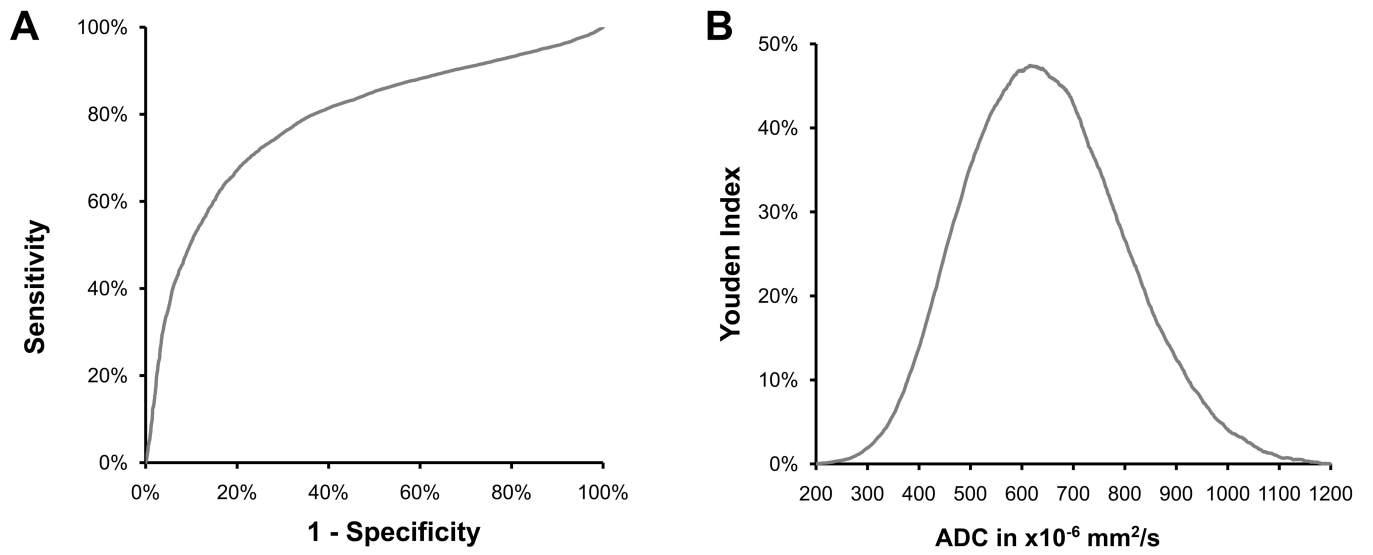 A
100%
80%
60%
40%
20%
0%
Sensitivity
0% 20% 40% 60% 80% 100%
1 - Specificity
B
50%
40%
30%
20%
10%
0%
Youden Index
200 300 400 500 600 700 800 900 1000 1100 1200
ADC in x10⁻⁶ mm²/s